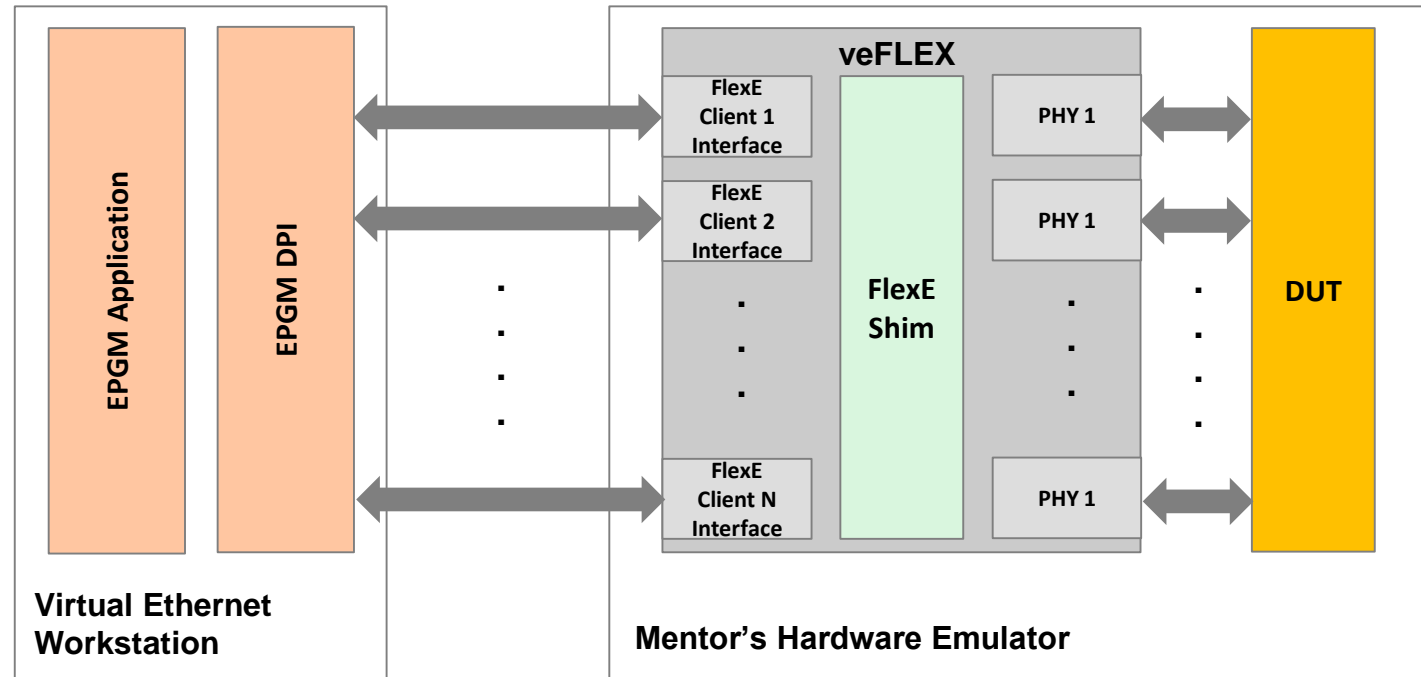 EPGM Application
EPGM DPI
veFLEX
FlexE
Client 1
Interface
PHY 1
FlexE
Client 2
Interface
PHY 1
FlexE
Shim
DUT
FlexE
Client N
Interface
PHY 1
Virtual Ethernet
Workstation
Mentor's Hardware Emulator